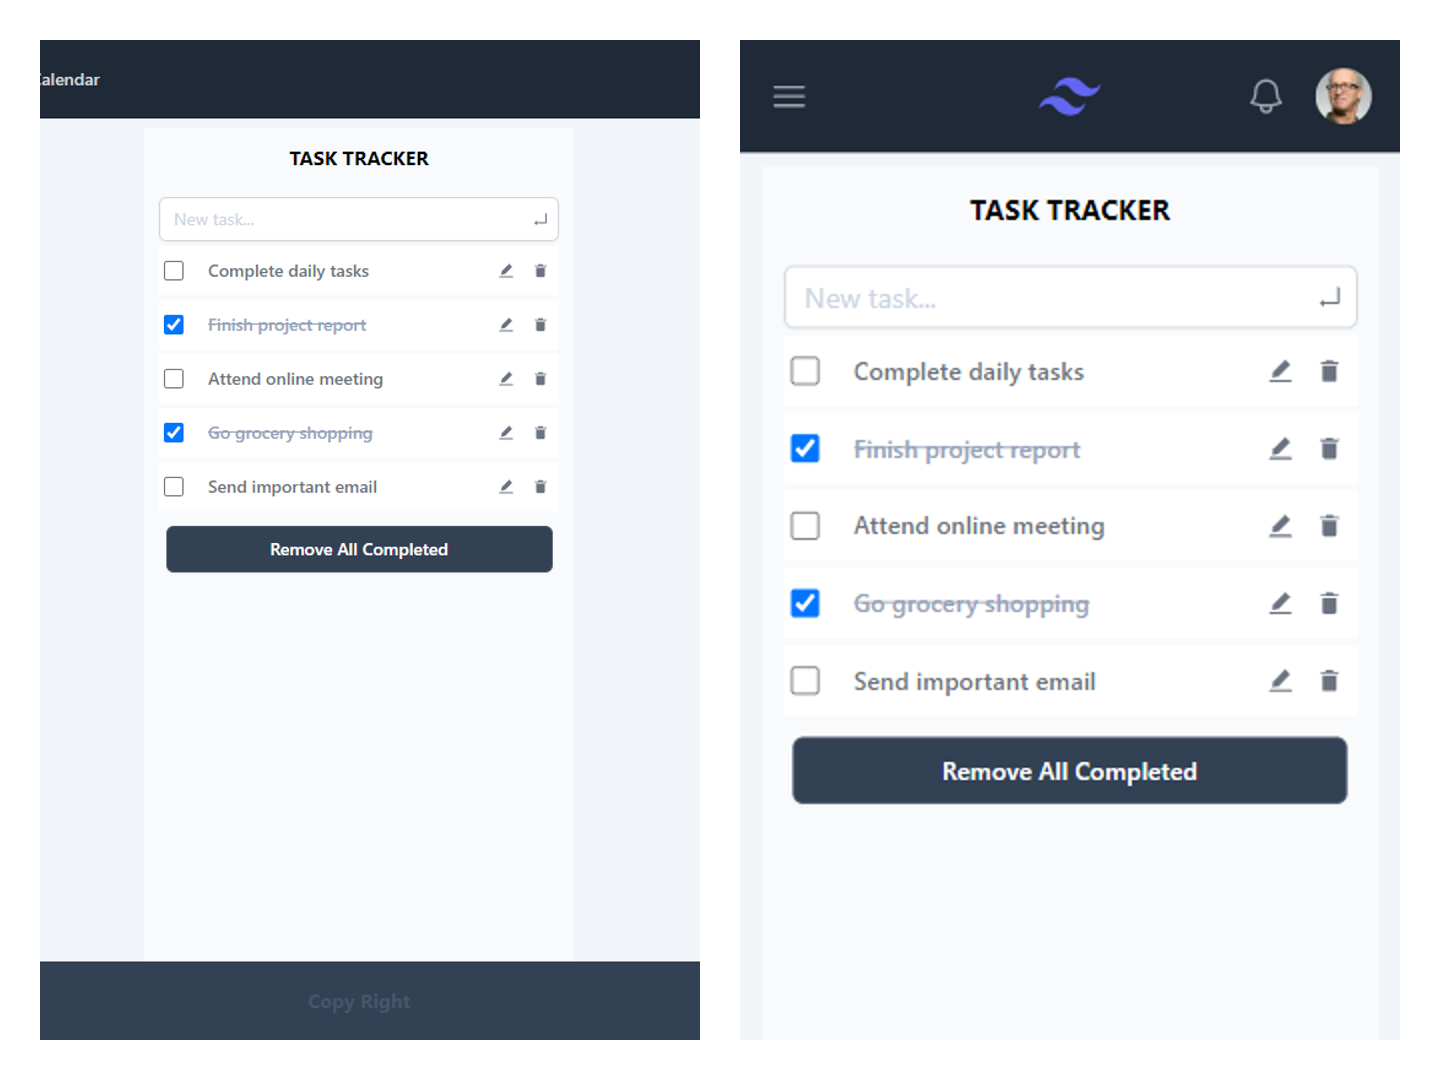 Calendar
TASK TRACKER
New task...
Complete daily tasks
Finish project report
Attend online meeting
Go grocery shopping
Send important email
Remove All Completed
Copy Right
TASK TRACKER
New task...
Complete daily tasks
Finish project report
Attend online meeting
Go grocery shopping
Send important email
Remove All Completed